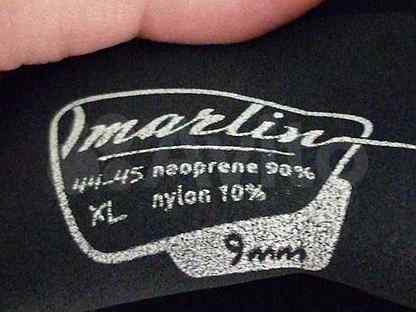 marlin
44-45 neoprene 90%
XL nylon 10%
9mm